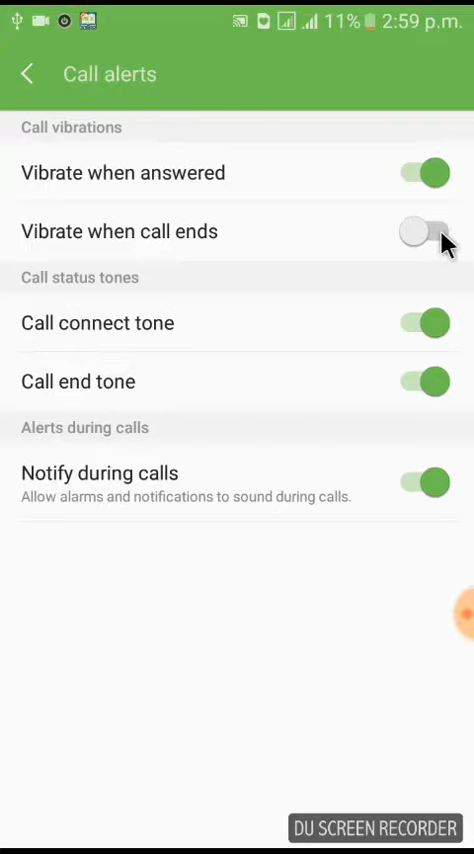 11% 2:59 p.m.
Call alerts
Call vibrations
Vibrate when answered
Vibrate when call ends
Call status tones
Call connect tone
Call end tone
Alerts during calls
Notify during calls
Allow alarms and notifications to sound during calls.
DU SCREEN RECORDER